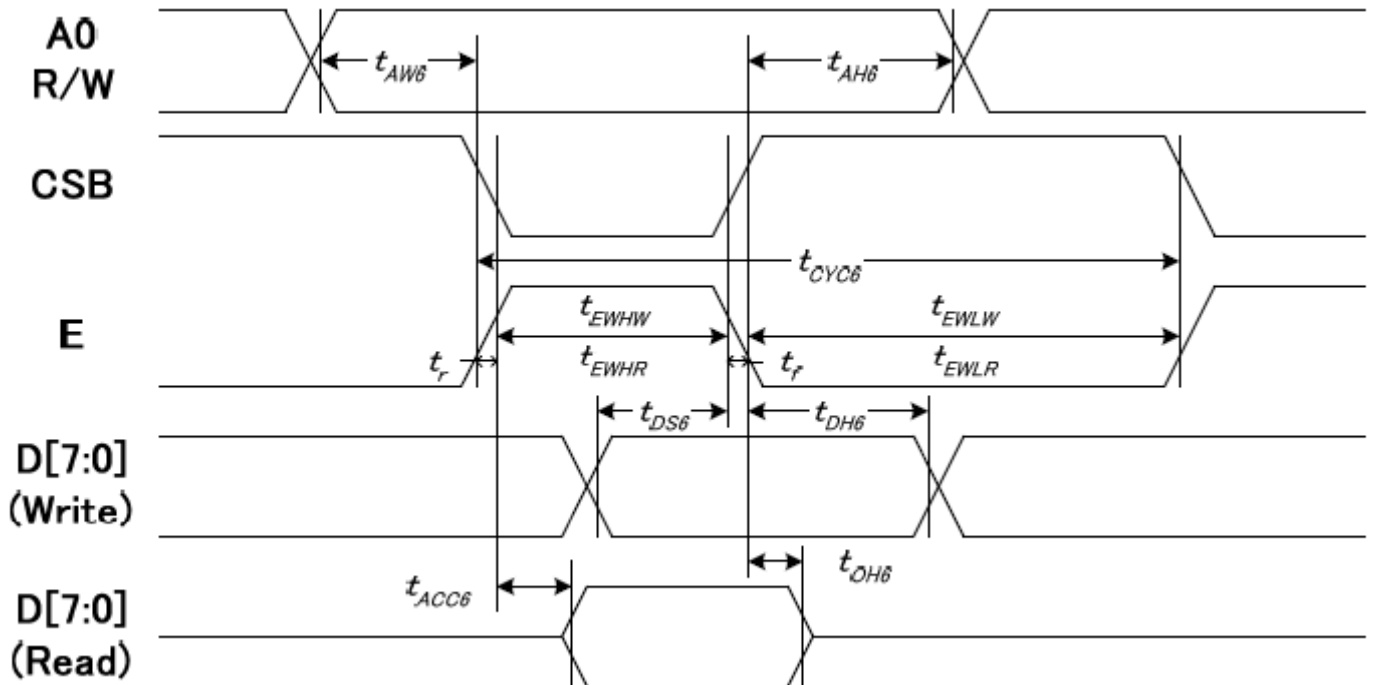 A0
R/W
tAW6
tAH6
CSB
tCYC6
E
tEWHW
tEWLW
tr
tEWHR
tf
tEWLR
tDS6
tDH6
D[7:0]
(Write)
tOH6
tACC6
D[7:0]
(Read)